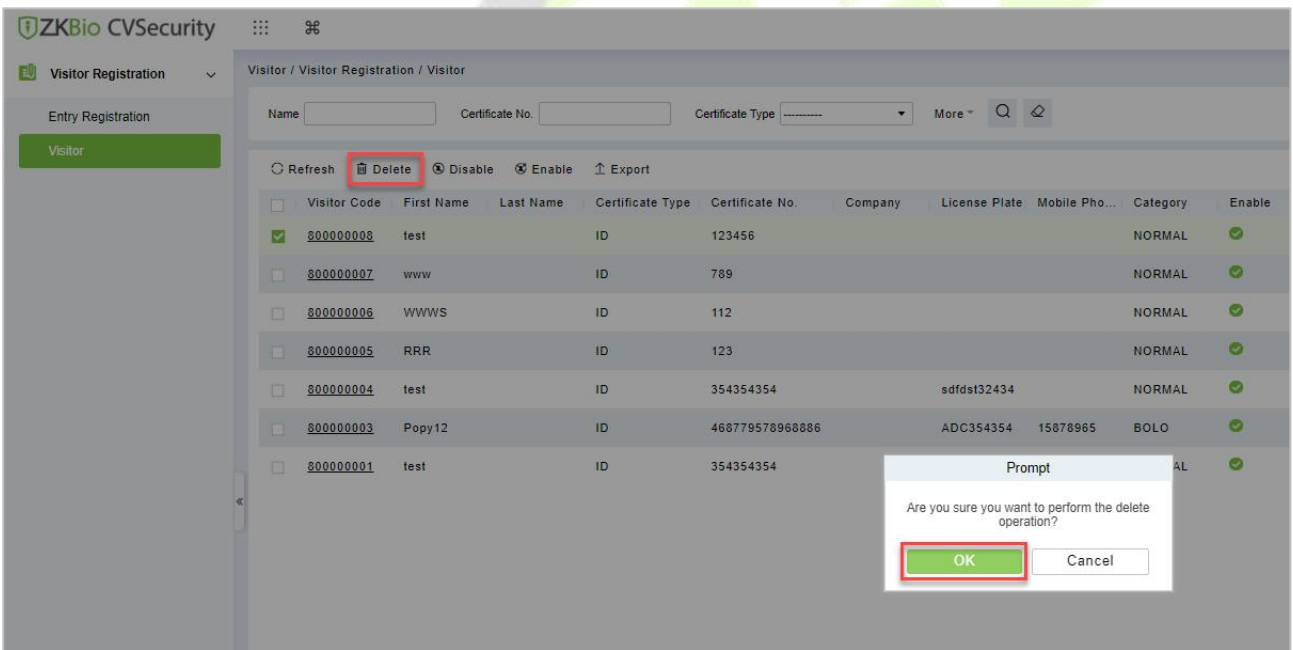 ZKBio CVSecurity
Visitor Registration
Entry Registration
Visitor
Visitor / Visitor Registration / Visitor
Name Certificate No. Certificate Type ---------- More
Refresh Delete Disable Enable Export
Visitor Code First Name Last Name Certificate Type Certificate No. Company License Plate Mobile Pho... Category Enable
800000008 test ID 123456 NORMAL
800000007 www ID 789 NORMAL
800000006 WWWS ID 112 NORMAL
800000005 RRR ID 123 NORMAL
800000004 test ID 354354354 sdfdst32434 NORMAL
800000003 Popy12 ID 468779578968886 ADC354354 15878965 BOLO
800000001 test ID 354354354 AL
Prompt
Are you sure you want to perform the delete
operation?
OK Cancel